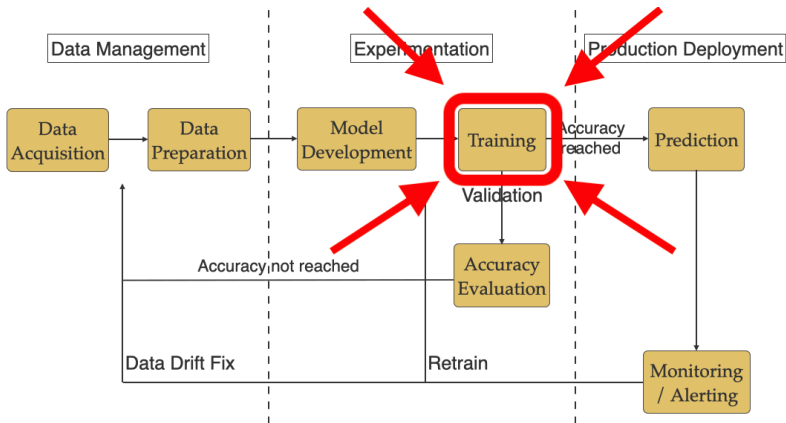 Data Management
Experimentation
Production Deployment
Data
Acquisition
Data
Preparation
Model
Development
Training
Accuracy
reached
Prediction
Validation
Accuracy not reached
Accuracy
Evaluation
Data Drift Fix
Retrain
Monitoring
/ Alerting